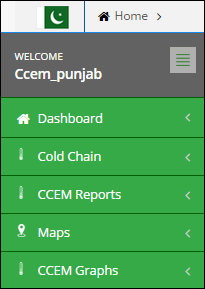 Home
WELCOME
Ccem_punjab
Dashboard
Cold Chain
CCEM Reports
Maps
CCEM Graphs